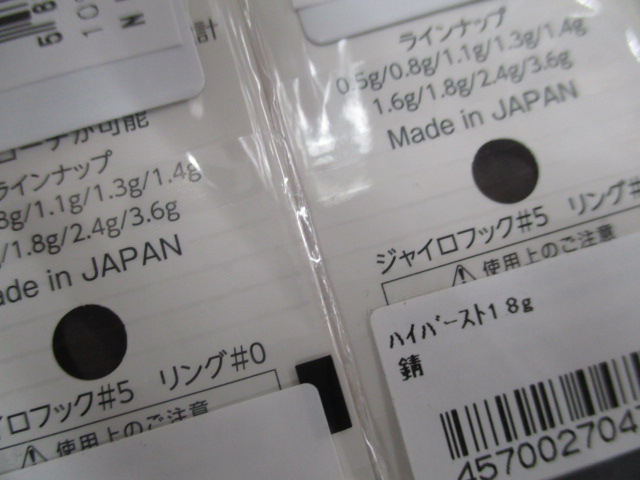 計
ローチが可能
ラインナップ
8g/1.1g/1.3g/1.4g
/1.8g/2.4g/3.6g
ade in JAPAN
イロフック#5 リング#0
使用上のご注意
ラインナップ
0.5g/0.8g/1.1g/1.3g/1.4g
1.6g/1.8g/2.4g/3.6g
Made in JAPAN
ジャイロフック#5 リング#
使用上のご注意
ハイバースト1 8g
錆
457002704